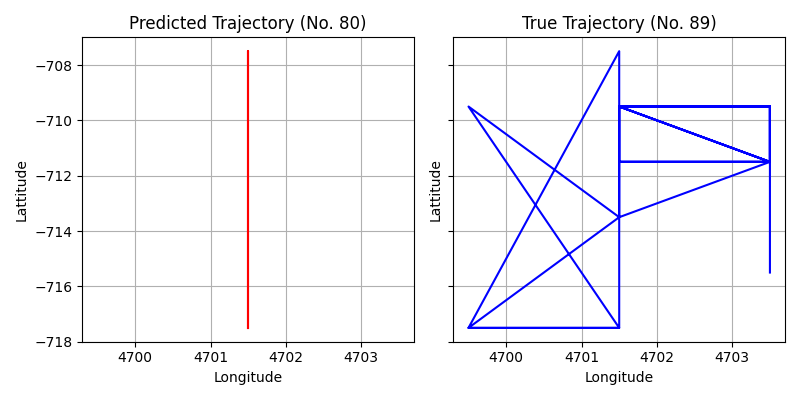 Predicted Trajectory (No. 80)
True Trajectory (No. 89)
Lattitude
−708
−710
−712
−714
−716
−718
4700
4701
4702
4703
Longitude
Lattitude
4700
4701
4702
4703
Longitude